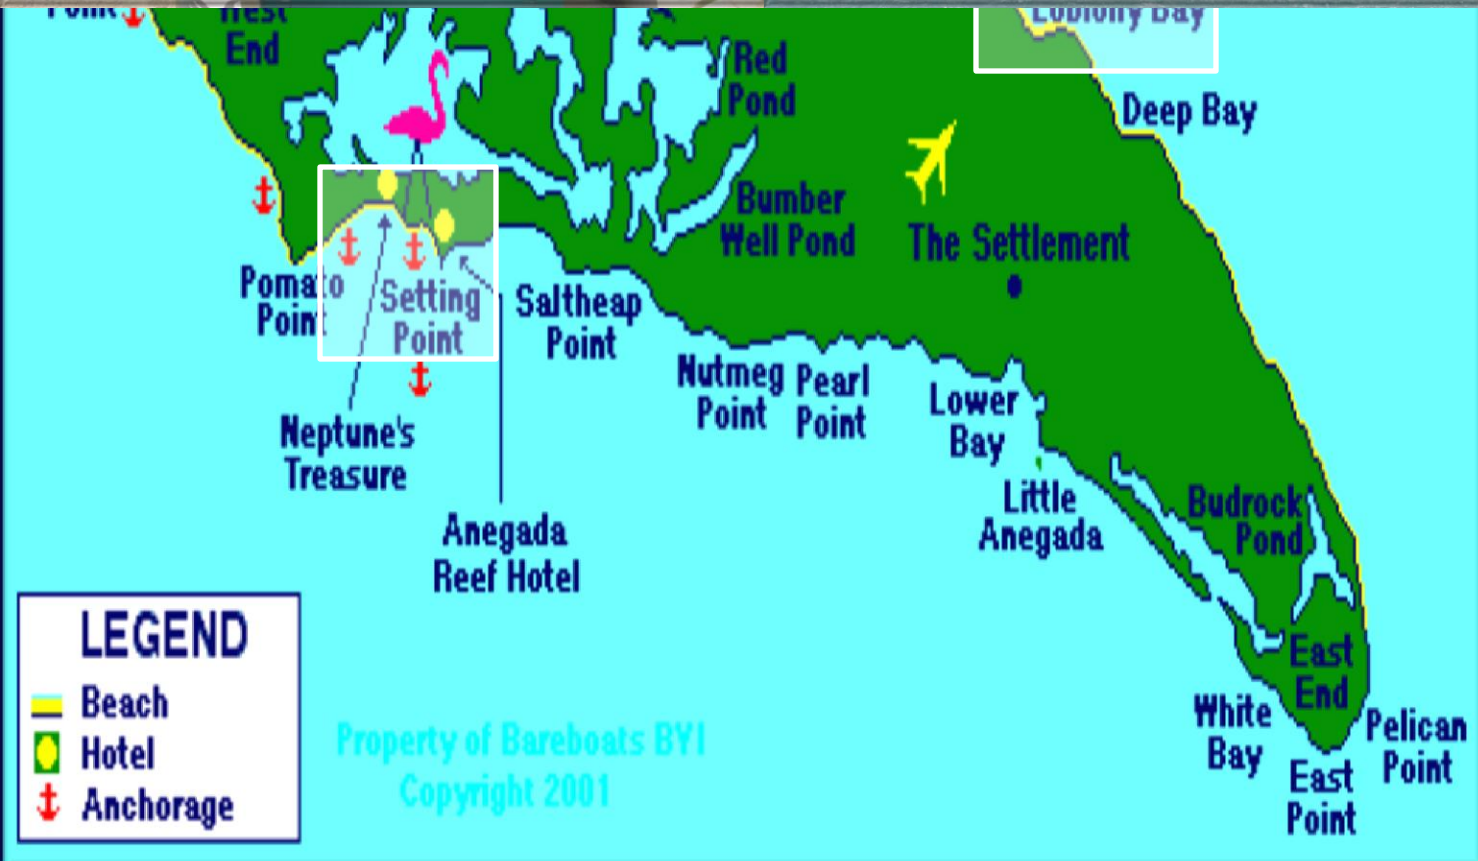 Point
West
End
Loblolly Bay
Red
Pond
Deep Bay
Bumber
Well Pond
The Settlement
Pomato
Point
Setting
Point
Saltheap
Point
Nutmeg
Point
Pearl
Point
Lower
Bay
Neptune's
Treasure
Little
Anegada
Budrock
Pond
Anegada
Reef Hotel
East
End
White
Bay
Pelican
Point
East
Point
LEGEND
Beach
Hotel
Anchorage
Property of Bareboats BVI
Copyright 2001